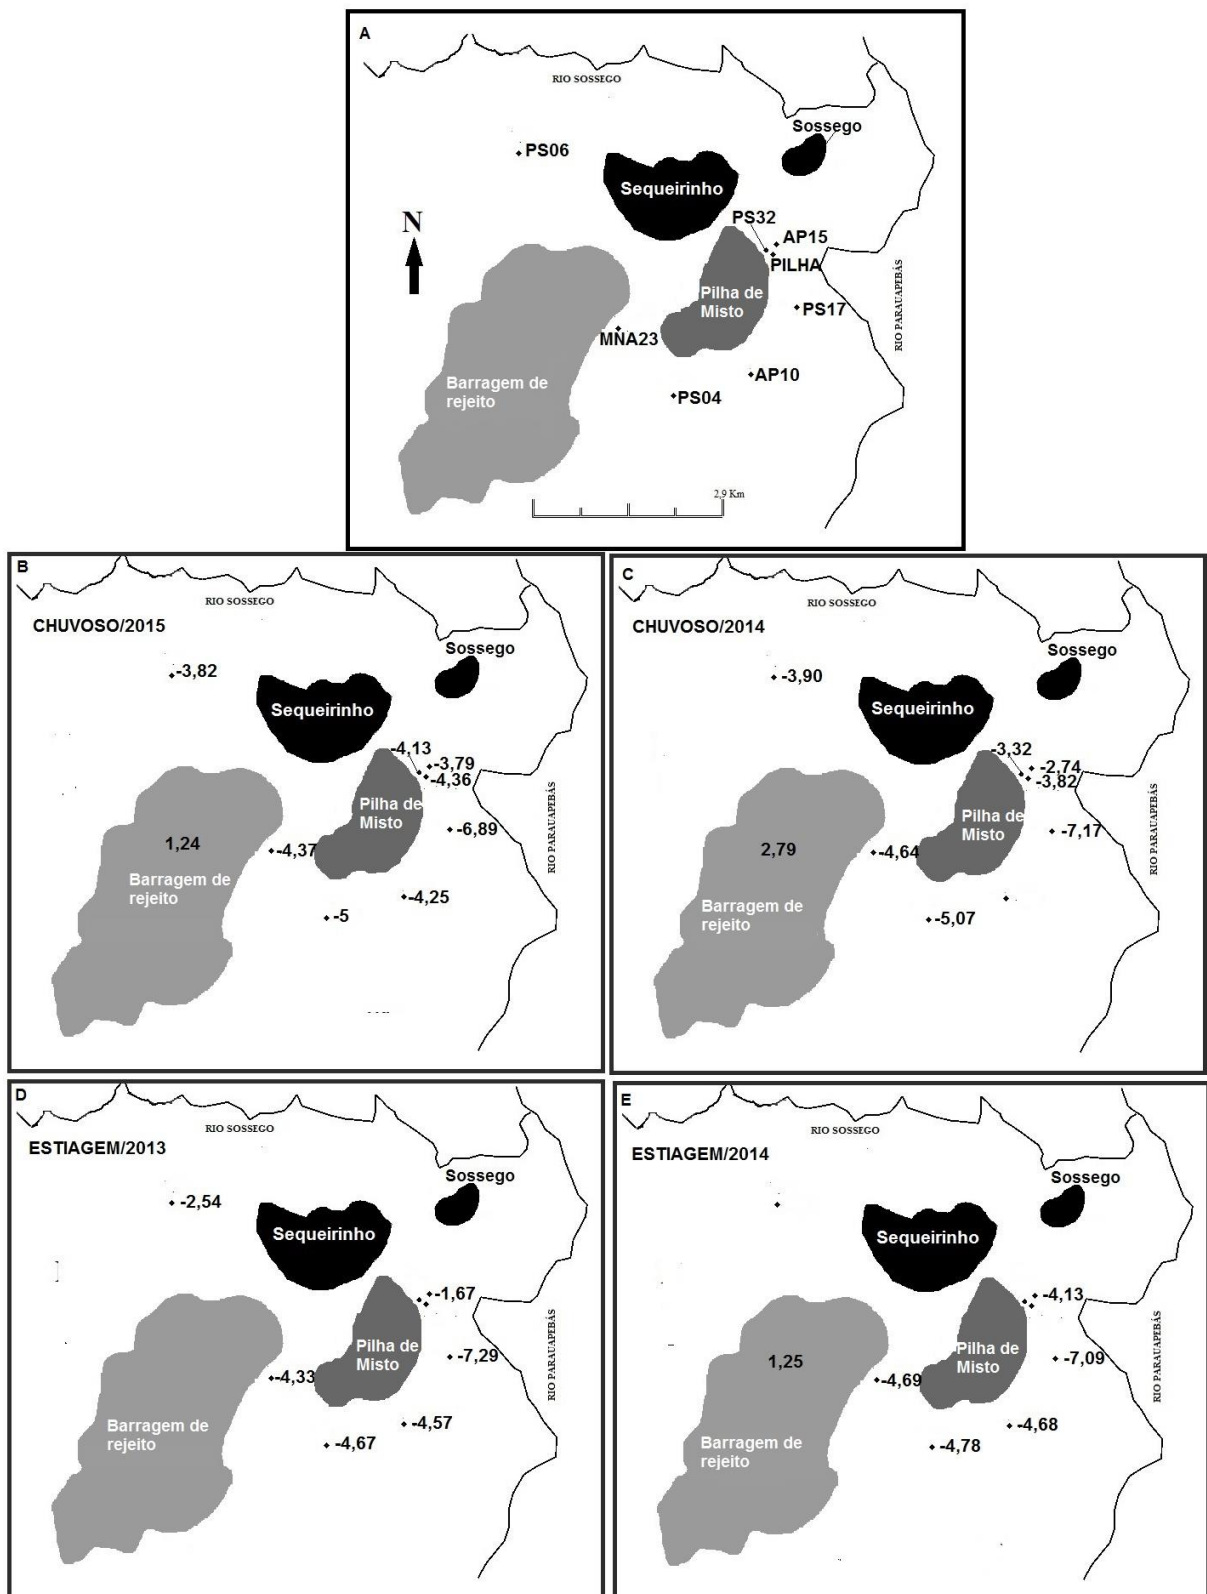 A
RIO SOSSEGO
Sossego
PS06
Sequeirinho
N
PS32
AP15
PILHA
Pilha de
Misto
PS17
RIO PARAUAPEBÁS
MNA23
Barragem de
rejeito
AP10
PS04
2,9 Km
B
RIO SOSSEGO
CHUVOSO/2015
Sossego
-3,82
Sequeirinho
-4,13
-3,79
-4,36
Pilha de
Misto
-6,89
RIO PARAUAPEBÁS
1,24
-4,37
Barragem de
rejeito
-4,25
-5
C
RIO SOSSEGO
CHUVOSO/2014
Sossego
-3,90
Sequeirinho
-3,32
-2,74
-3,82
Pilha de
Misto
-7,17
RIO PARAUAPEBÁS
2,79
-4,64
Barragem de
rejeito
-5,07
D
RIO SOSSEGO
ESTIAGEM/2013
Sossego
-2,54
Sequeirinho
-1,67
Pilha de
Misto
-7,29
RIO PARAUAPEBÁS
-4,33
Barragem de
rejeito
-4,57
-4,67
E
RIO SOSSEGO
ESTIAGEM/2014
Sossego
Sequeirinho
-4,13
Pilha de
Misto
-7,09
RIO PARAUAPEBÁS
1,25
-4,69
Barragem de
rejeito
-4,68
-4,78